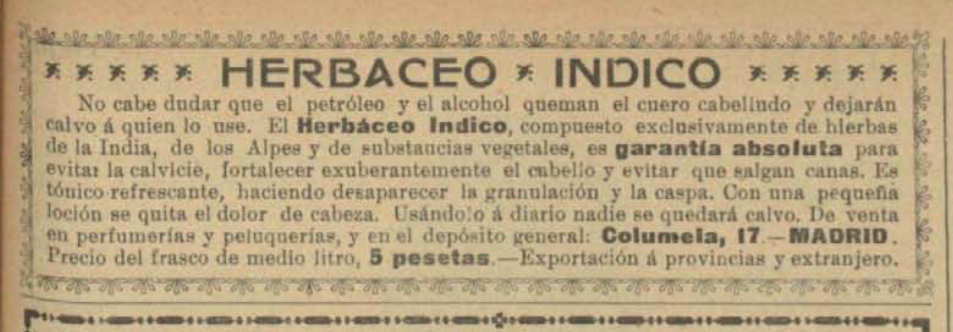 HERBACEO * INDICO
No cabe dudar que el petróleo y el alcohol queman el cuero cabelludo y dejarán
calvo á quien lo use. El Herbáceo Indico, compuesto exclusivamente de hierbas
de la India, de los Alpes y de substancias vegetales, es garantía absoluta para
evitar la calvicie, fortalecer exuberantemente el cabello y evitar que salgan canas. Es
tónico-refrescante, haciendo desaparecer la granulación y la caspa. Con una pequeña
loción se quita el dolor de cabeza. Usándolo á diario nadie se quedará calvo. De venta
en perfumerías y peluquerías, y en el depósito general: Columela, 17.—MADRID.
Precio del frasco de medio litro, 5 pesetas.—Exportación á provincias y extranjero.